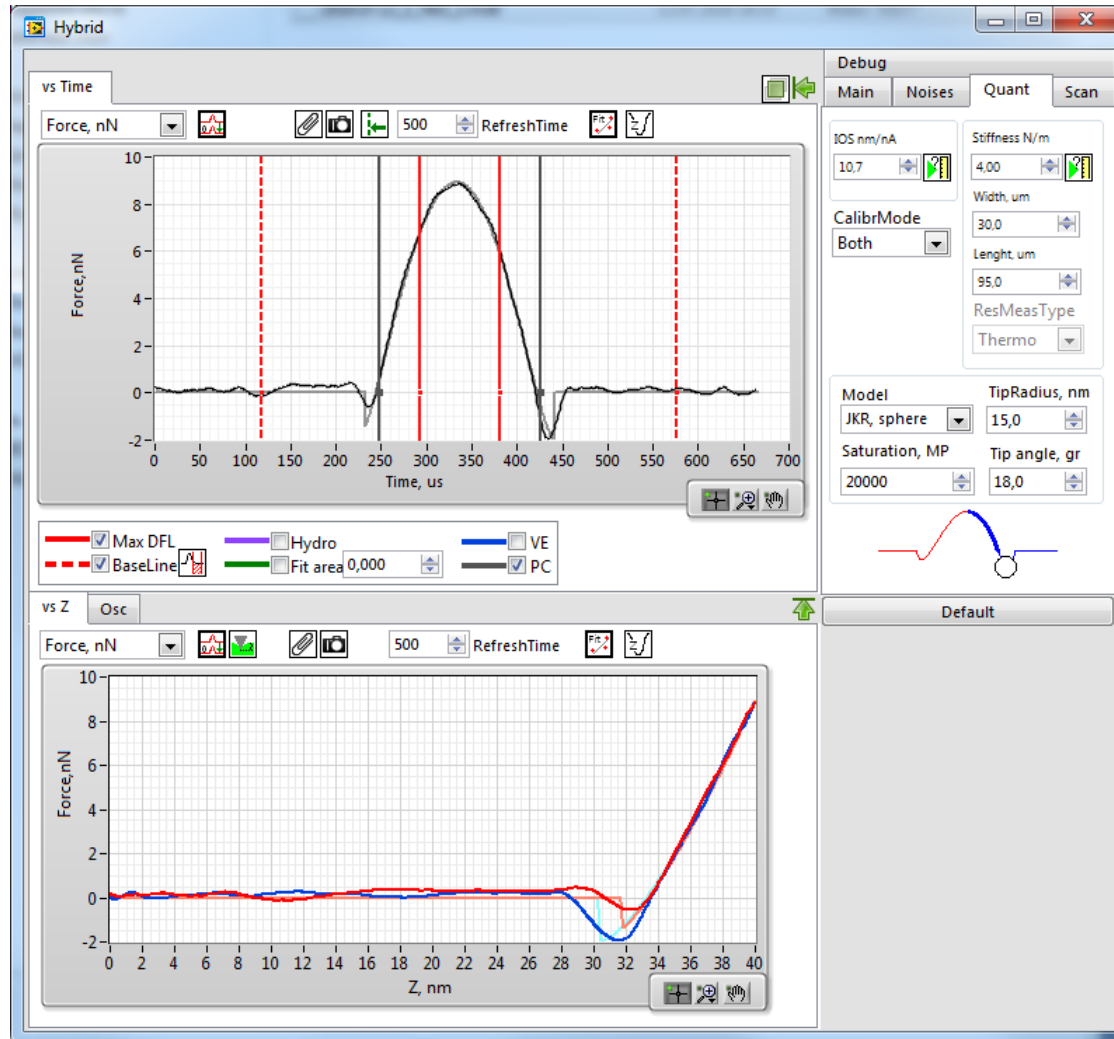 Hybrid
Debug
vs Time
Main Noises Quant Scan
Force, nN 500 RefreshTime Fit
IOS nm/nA Stiffness N/m
10,7 4,00
Width, um
CalibrMode 30,0
Both Lenght, um
95,0
ResMeasType
Thermo
Model TipRadius, nm
JKR, sphere 15,0
Saturation, MP Tip angle, gr
20000 18,0
Default
Force,nN
10
8
6
4
2
0
-2
0 50 100 150 200 250 300 350 400 450 500 550 600 650 700
Time, us
Max DFL Hydro VE
BaseLine Fit area 0,000 PC
vs Z Osc
Force, nN 500 RefreshTime Fit
Force,nN
10
8
6
4
2
0
-2
0 2 4 6 8 10 12 14 16 18 20 22 24 26 28 30 32 34 36 38 40
Z, nm